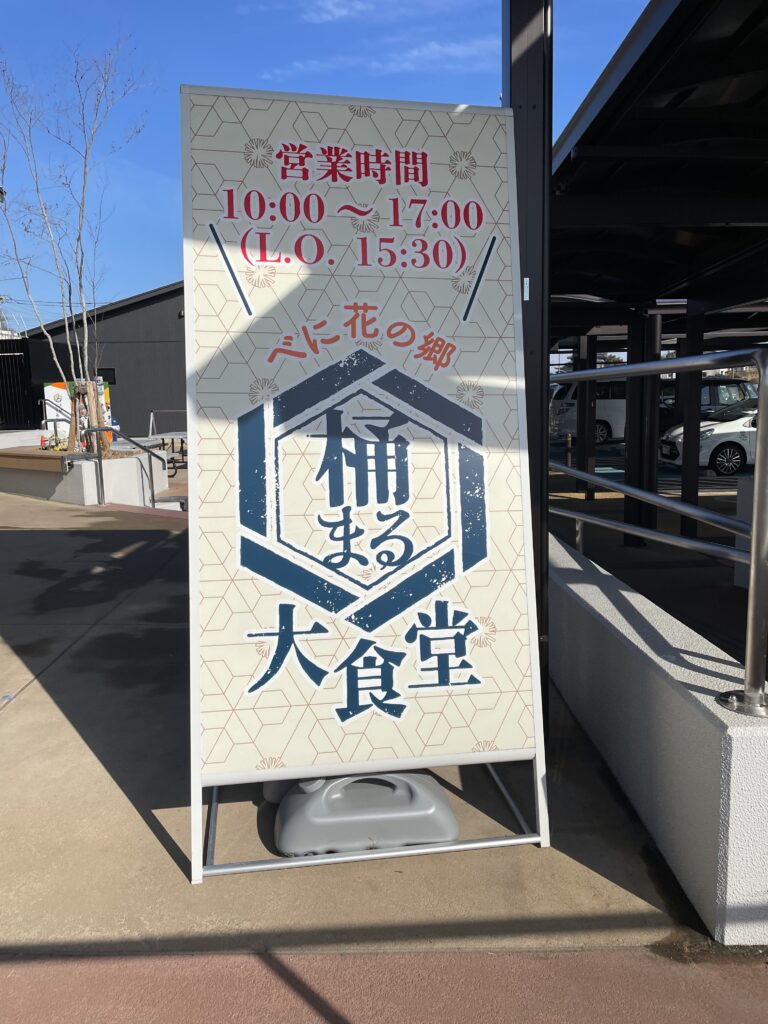 営業時間
10:00 ～ 17:00
(L.O. 15:30)
べに花の郷
桶
まる
大食堂